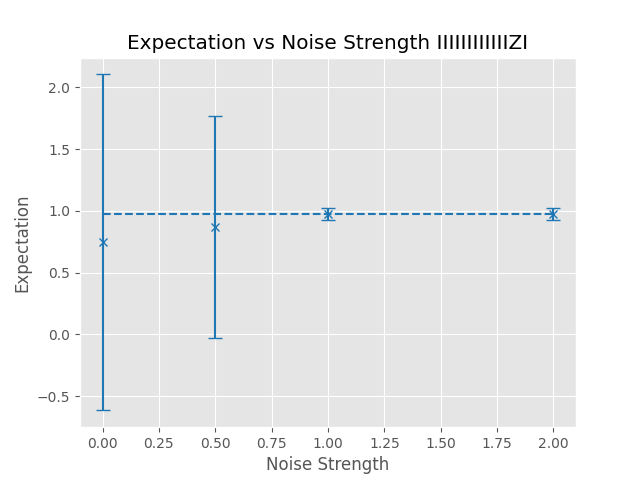 Expectation vs Noise Strength IIIIIIIIIIIIZI
2.0
1.5
1.0
0.5
0.0
−0.5
Expectation
0.00 0.25 0.50 0.75 1.00 1.25 1.50 1.75 2.00
Noise Strength